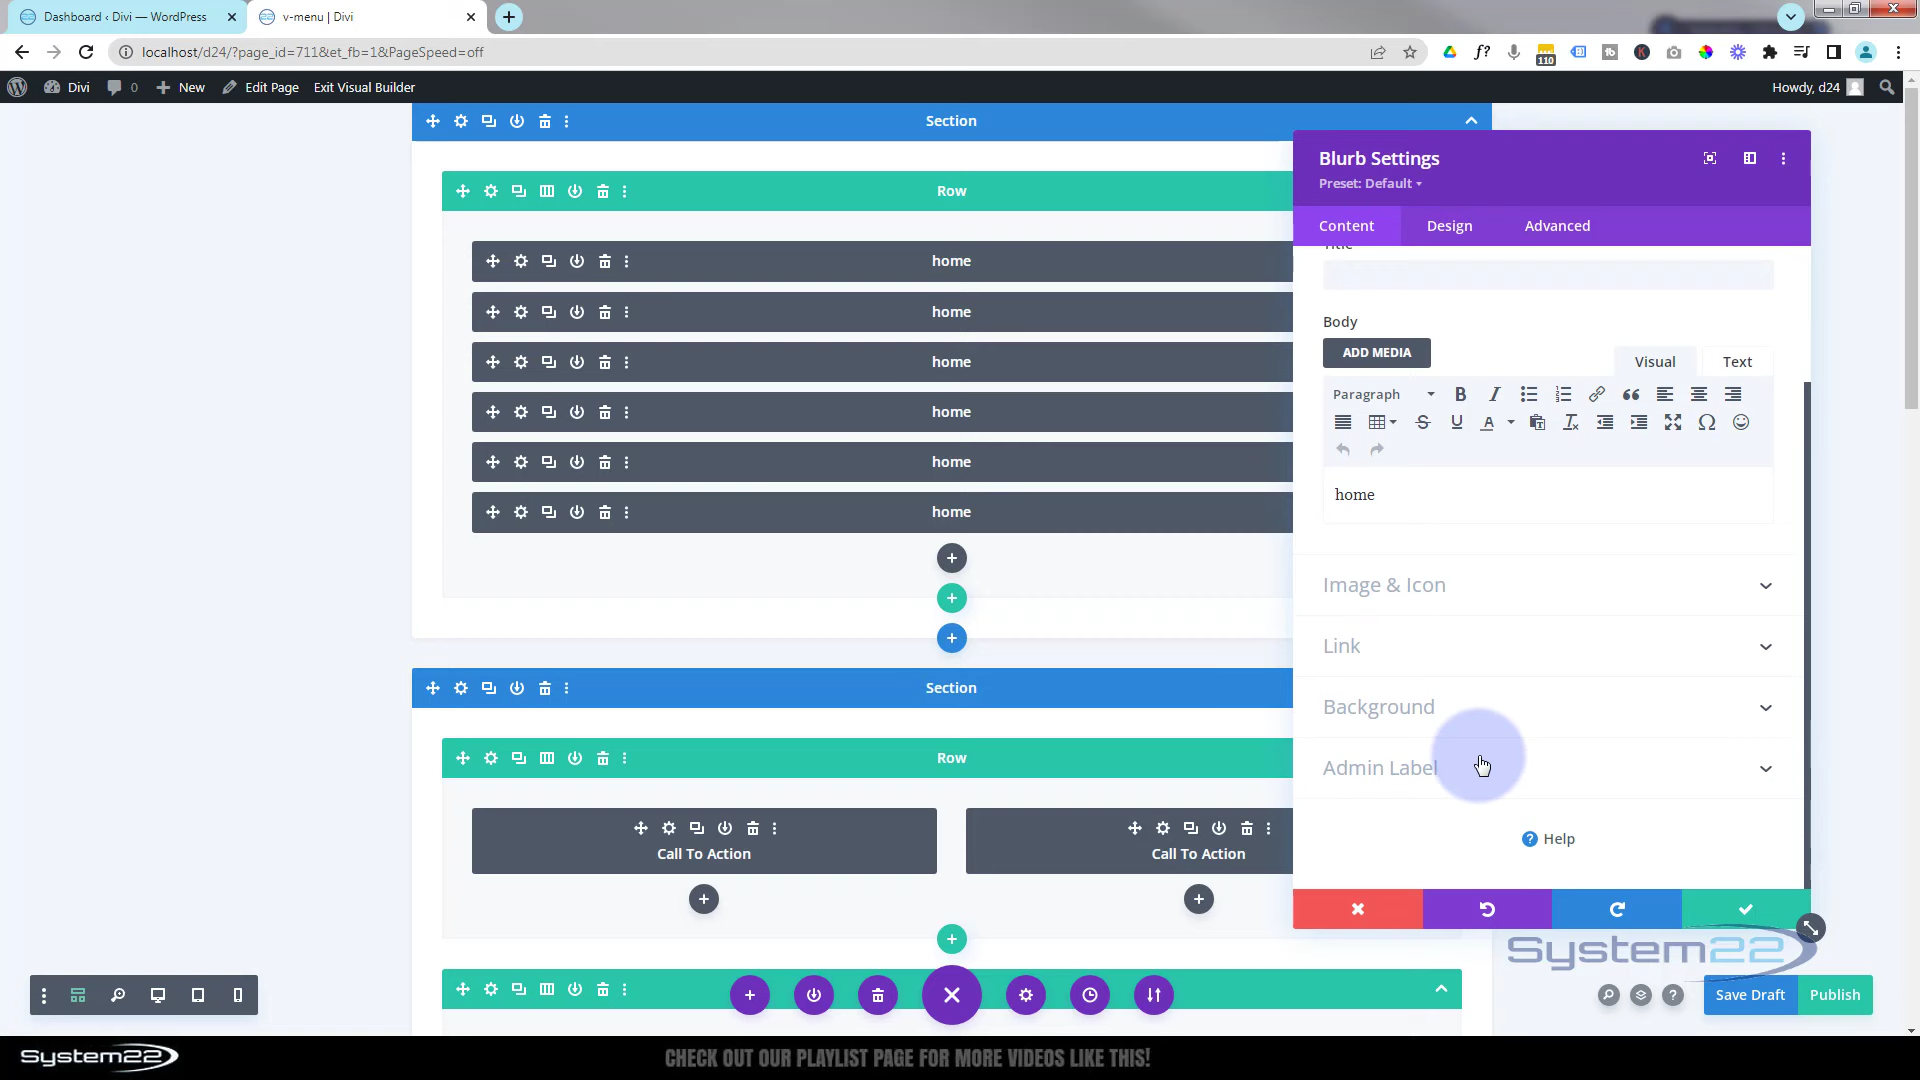 Dashboard ‹ Divi — WordPress
v-menu | Divi
localhost/d24/?page_id=711&et_fb=1&PageSpeed=off
f?
110
Divi
0
New
Edit Page
Exit Visual Builder
Howdy, d24
Section
Row
home
home
home
home
home
home
Section
Row
Call To Action
Call To Action
Blurb Settings
Preset: Default
Content
Design
Advanced
Title
Body
ADD MEDIA
Visual
Text
Paragraph
home
Image & Icon
Link
Background
Admin Label
Help
System22
Save Draft
Publish
System22
CHECK OUT OUR PLAYLIST PAGE FOR MORE VIDEOS LIKE THIS!